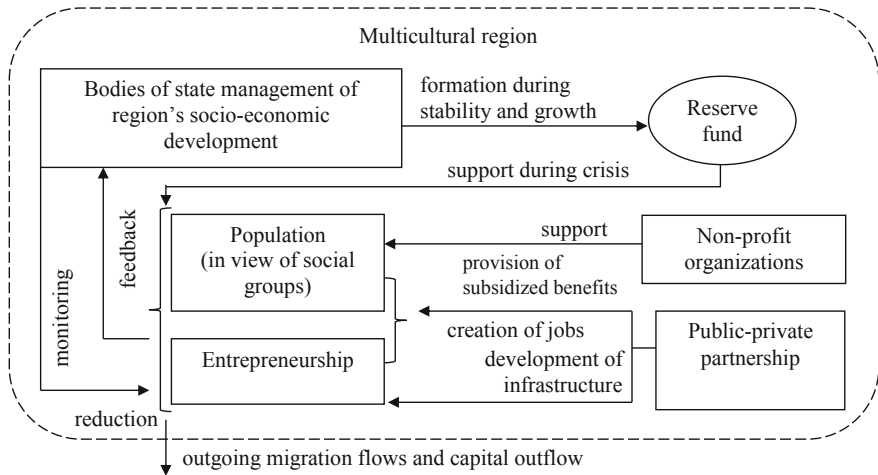 Multicultural region
Bodies of state management of
region's socio-economic
development
formation during
stability and growth
Reserve
fund
support during crisis
feedback
monitoring
Population
(in view of social
groups)
support
Non-profit
organizations
provision of
subsidized benefits
creation of jobs
development of
infrastructure
Public-private
partnership
Entrepreneurship
reduction
outgoing migration flows and capital outflow